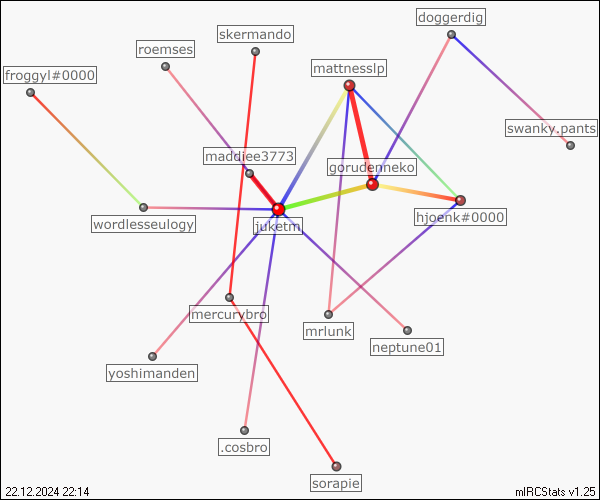 doggerdig
skermando
roemses
mattnesslp
froggyl#0000
swanky.pants
maddiee3773
gorudenneko
hjoenk#0000
wordlesseulogy
juketm
mercurybro
mrlunk
neptune01
yoshimanden
.cosbro
sorapie
22.12.2024 22:14
mIRCStats v1.25